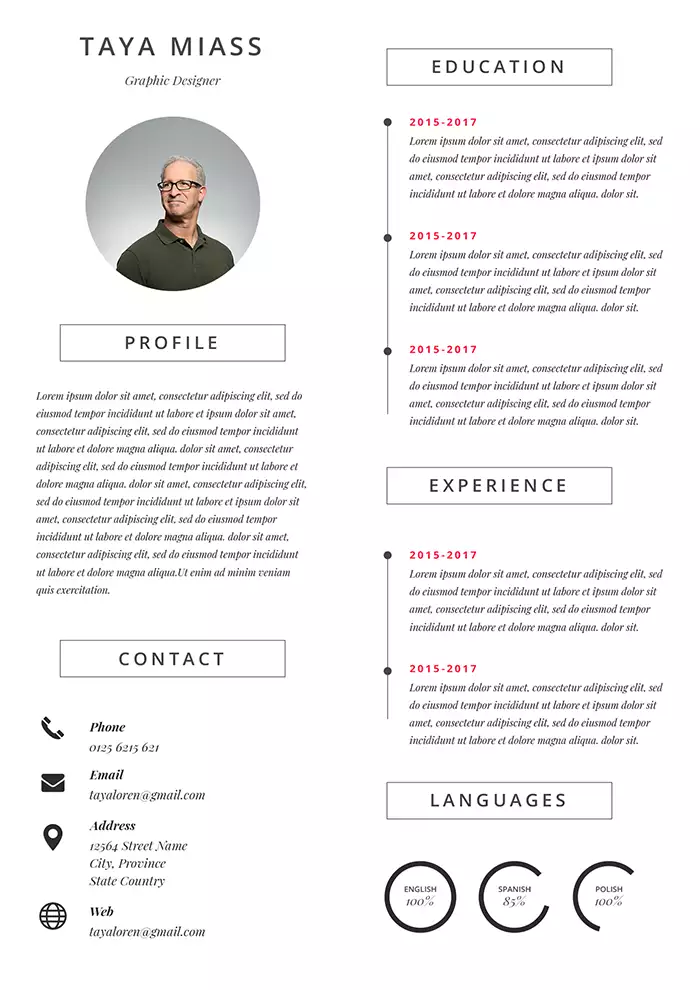 TAYA MIASS
Graphic Designer
PROFILE
Lorem ipsum dolor sit amet, consectetur adipiscing elit, sed do
eiusmod tempor incididunt ut labore et ipsum dolor sit amet,
consectetur adipiscing elit, sed do eiusmod tempor incididunt
ut labore et dolore magna aliqua. dolor sit amet, consectetur
adipiscing elit, sed do eiusmod tempor incididunt ut labore et
dolore magna aliqua. dolor sit amet, consectetur adipiscing elit,
sed do eiusmod tempor incididunt ut labore et ipsum dolor sit
amet, consectetur adipiscing elit, sed do eiusmod tempor
incididunt ut labore et dolore magna aliqua. dolor sit amet,
consectetur adipiscing elit, sed do eiusmod tempor incididunt
ut labore et dolore magna aliqua.Ut enim ad minim veniam
quis exercitation.
CONTACT
Phone
0125 6215 621
Email
tayaloren@gmail.com
Address
12564 Street Name
City, Province
State Country
Web
tayaloren@gmail.com
EDUCATION
2015-2017
Lorem ipsum dolor sit amet, consectetur adipiscing elit, sed
do eiusmod tempor incididunt ut labore et ipsum dolor sit
amet, consectetur adipiscing elit, sed do eiusmod tempor
incididunt ut labore et dolore magna aliqua. dolor sit.
2015-2017
Lorem ipsum dolor sit amet, consectetur adipiscing elit, sed
do eiusmod tempor incididunt ut labore et ipsum dolor sit
amet, consectetur adipiscing elit, sed do eiusmod tempor
incididunt ut labore et dolore magna aliqua. dolor sit.
2015-2017
Lorem ipsum dolor sit amet, consectetur adipiscing elit, sed
do eiusmod tempor incididunt ut labore et ipsum dolor sit
amet, consectetur adipiscing elit, sed do eiusmod tempor
incididunt ut labore et dolore magna aliqua. dolor sit.
EXPERIENCE
2015-2017
Lorem ipsum dolor sit amet, consectetur adipiscing elit, sed
do eiusmod tempor incididunt ut labore et ipsum dolor sit
amet, consectetur adipiscing elit, sed do eiusmod tempor
incididunt ut labore et dolore magna aliqua. dolor sit.
2015-2017
Lorem ipsum dolor sit amet, consectetur adipiscing elit, sed
do eiusmod tempor incididunt ut labore et ipsum dolor sit
amet, consectetur adipiscing elit, sed do eiusmod tempor
incididunt ut labore et dolore magna aliqua. dolor sit.
LANGUAGES
ENGLISH
100%
SPANISH
85%
POLISH
100%